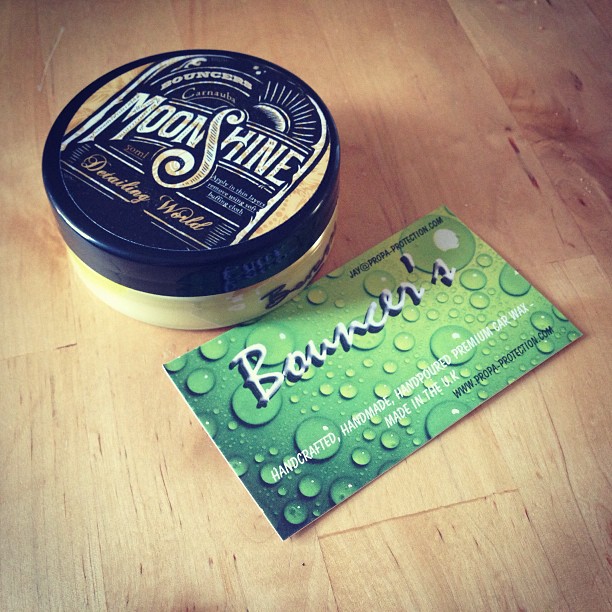 BOUNCERS
Carnauba
MOONSHINE
50ml
Apply in thin layers
remove using soft
buffing cloth
Detailing World
JAY@PROPA-PROTECTION.COM
Bouncer's
HANDCRAFTED, HANDMADE, HANDPOURED PREMIUM CAR WAX -
MADE IN THE U.K
WWW.PROPA-PROTECTION.COM